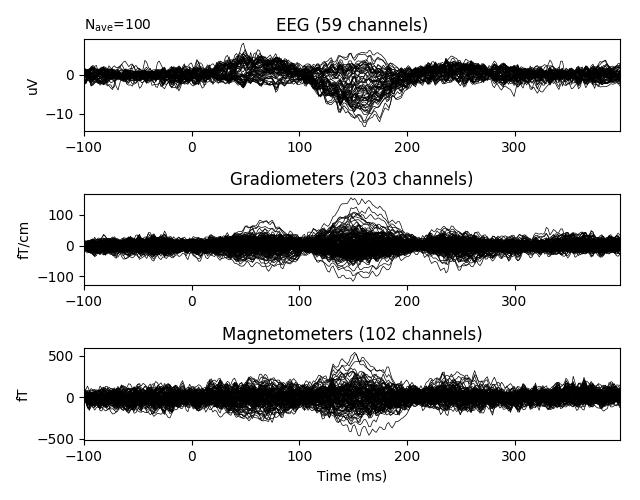 N_ave=100
EEG (59 channels)
uV
0
−10
−100 0 100 200 300
Gradiometers (203 channels)
fT/cm
100
0
−100
−100 0 100 200 300
Magnetometers (102 channels)
fT
500
0
−500
−100 0 100 200 300
Time (ms)